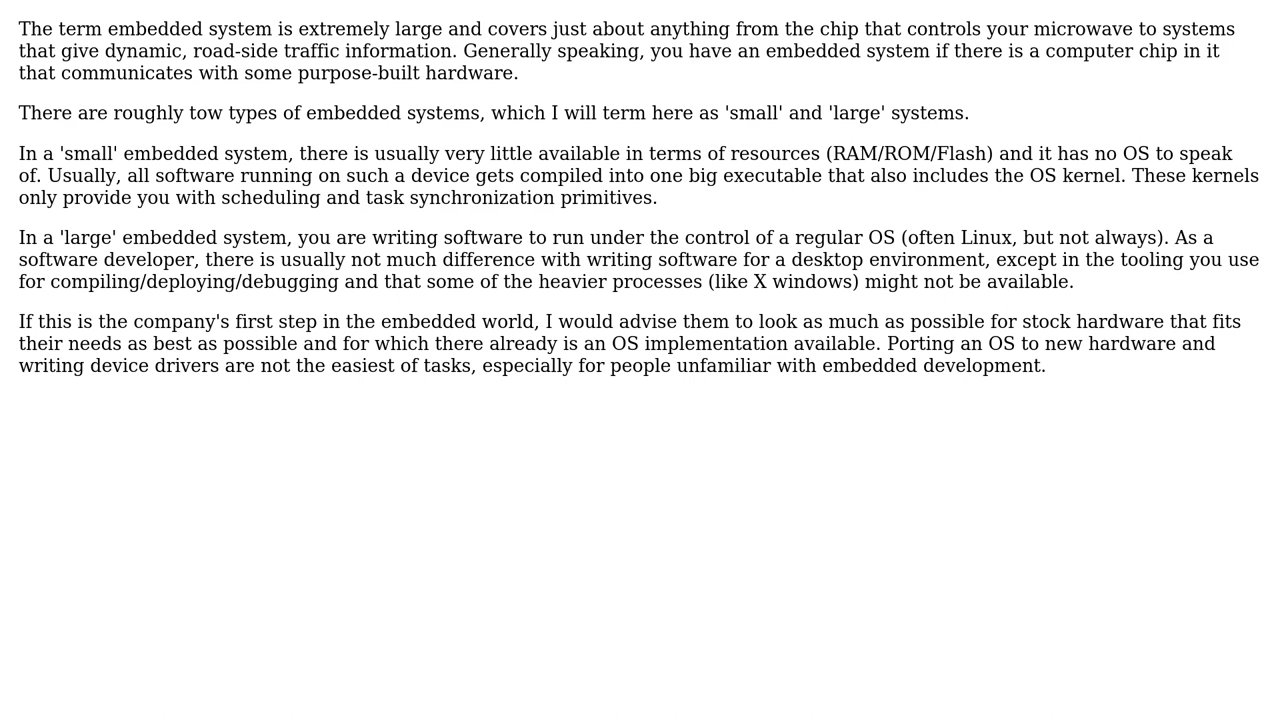 The term embedded system is extremely large and covers just about anything from the chip that controls your microwave to systems
that give dynamic, road-side traffic information. Generally speaking, you have an embedded system if there is a computer chip in it
that communicates with some purpose-built hardware.
There are roughly tow types of embedded systems, which I will term here as 'small' and 'large' systems.
In a 'small' embedded system, there is usually very little available in terms of resources (RAM/ROM/Flash) and it has no OS to speak
of. Usually, all software running on such a device gets compiled into one big executable that also includes the OS kernel. These kernels
only provide you with scheduling and task synchronization primitives.
In a 'large' embedded system, you are writing software to run under the control of a regular OS (often Linux, but not always). As a
software developer, there is usually not much difference with writing software for a desktop environment, except in the tooling you use
for compiling/deploying/debugging and that some of the heavier processes (like X windows) might not be available.
If this is the company's first step in the embedded world, I would advise them to look as much as possible for stock hardware that fits
their needs as best as possible and for which there already is an OS implementation available. Porting an OS to new hardware and
writing device drivers are not the easiest of tasks, especially for people unfamiliar with embedded development.